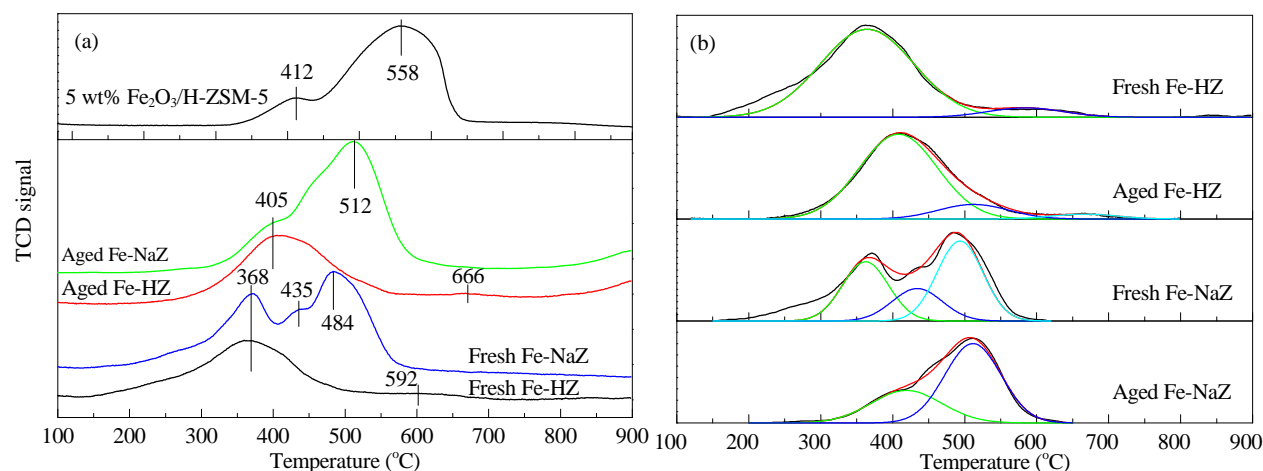 (a)
412
558
5 wt% Fe₂O₃/H-ZSM-5
TCD signal
405
512
Aged Fe-NaZ
Aged Fe-HZ
368
435
484
666
Fresh Fe-NaZ
592
Fresh Fe-HZ
100 200 300 400 500 600 700 800 900
Temperature (°C)
(b)
Fresh Fe-HZ
Aged Fe-HZ
Fresh Fe-NaZ
Aged Fe-NaZ
100 200 300 400 500 600 700 800 900
Temperature (°C)